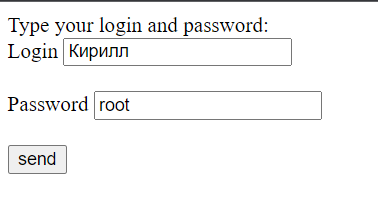 Type your login and password:
Login Кирилл
Password root
send